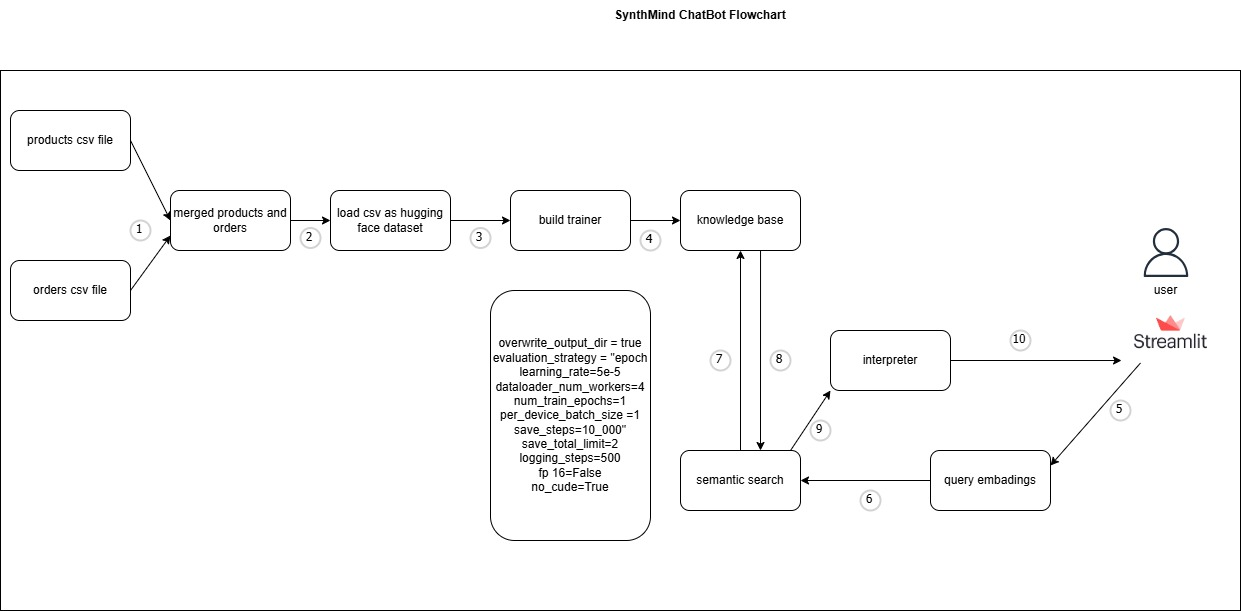 SynthMind ChatBot Flowchart
products csv file
1
orders csv file
merged products and
orders
2
load csv as hugging
face dataset
3
build trainer
4
knowledge base
overwrite_output_dir = true
evaluation_strategy = "epoch
learning_rate=5e-5
dataloader_num_workers=4
num_train_epochs=1
per_device_batch_size =1
save_steps=10_000"
save_total_limit=2
logging_steps=500
fp 16=False
no_cude=True
7
8
semantic search
9
interpreter
10
user
Streamlit
5
query embadings
6